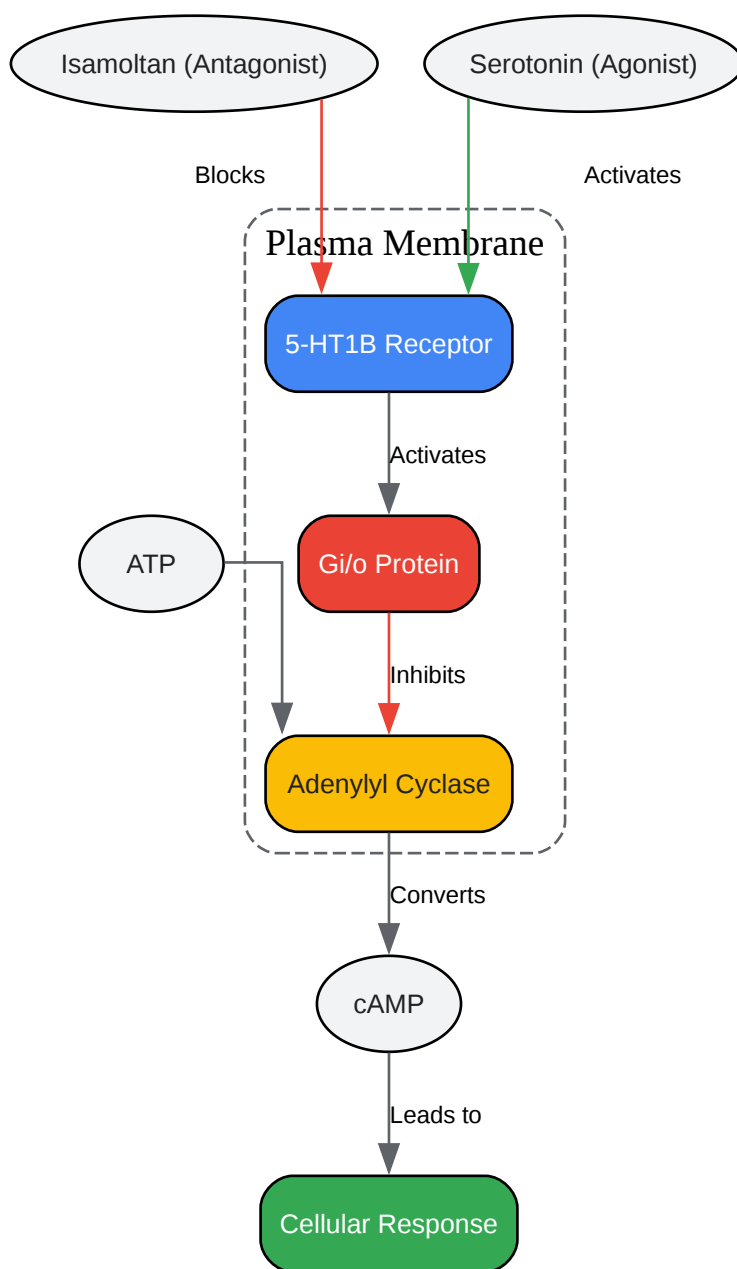 Isamoltan (Antagonist)
Serotonin (Agonist)
Blocks
Activates
Plasma Membrane
5-HT1B Receptor
Activates
ATP
Gi/o Protein
Inhibits
Adenylyl Cyclase
Converts
cAMP
Leads to
Cellular Response